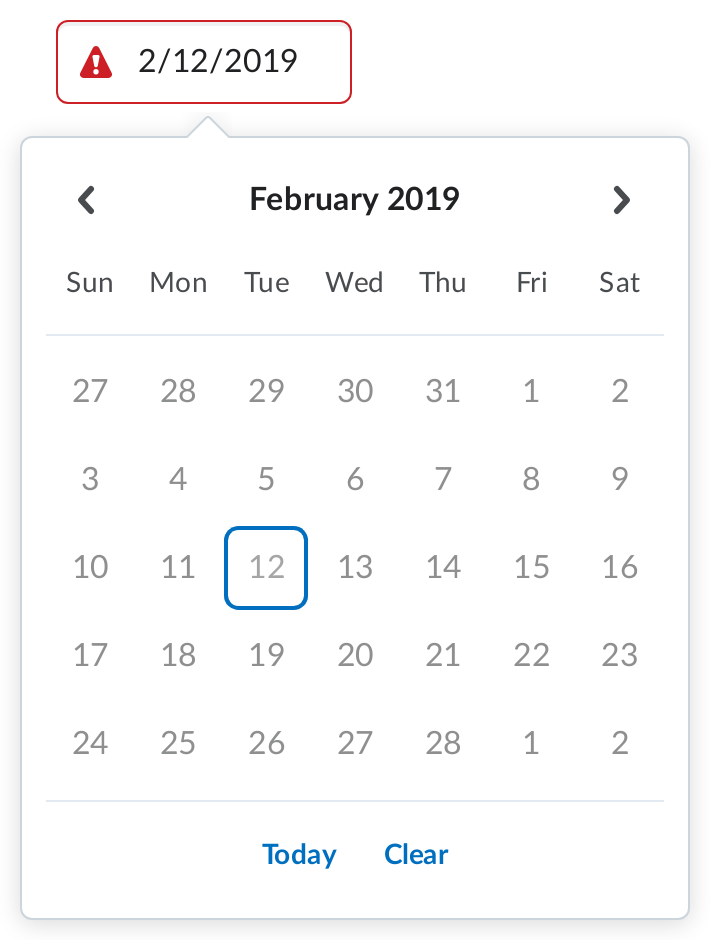 2/12/2019
February 2019
Sun Mon Tue Wed Thu Fri Sat
27 28 29 30 31 1 2
3 4 5 6 7 8 9
10 11 12 13 14 15 16
17 18 19 20 21 22 23
24 25 26 27 28 1 2
Today Clear